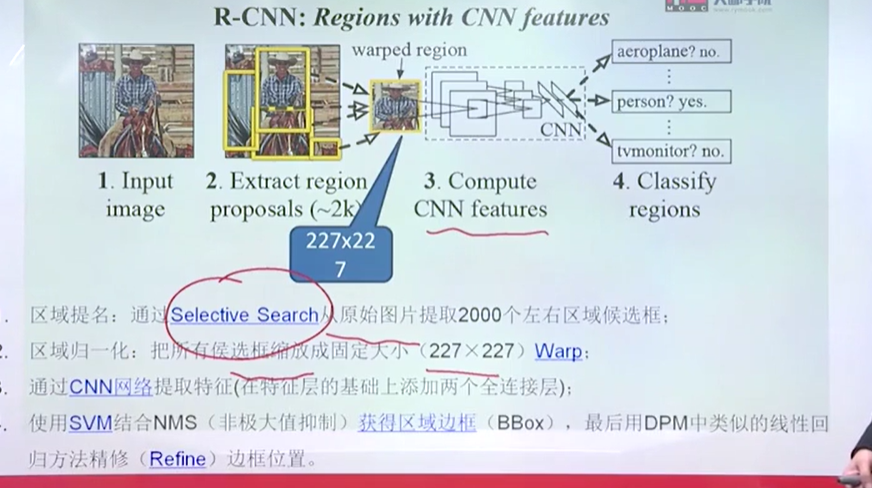 R-CNN: Regions with CNN features
warped region
aeroplane? no.
person? yes.
CNN
tvmonitor? no.
1. Input image
2. Extract region proposals (~2k)
3. Compute CNN features
4. Classify regions
227x22
7
区域提名：通过Selective Search从原始图片提取2000个左右区域候选框；
区域归一化：把所有侯选框缩放成固定大小（227×227）Warp；
通过CNN网络提取特征(在特征层的基础上添加两个全连接层)；
使用SVM结合NMS（非极大值抑制）获得区域边框（BBox），最后用DPM中类似的线性回
归方法精修（Refine）边框位置。